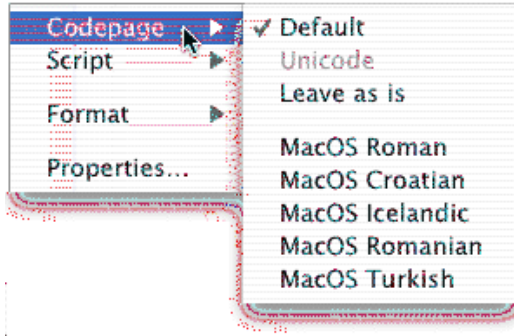 Codepage
Script
Format
Properties...
Default
Unicode
Leave as is
MacOS Roman
MacOS Croatian
MacOS Icelandic
MacOS Romanian
MacOS Turkish